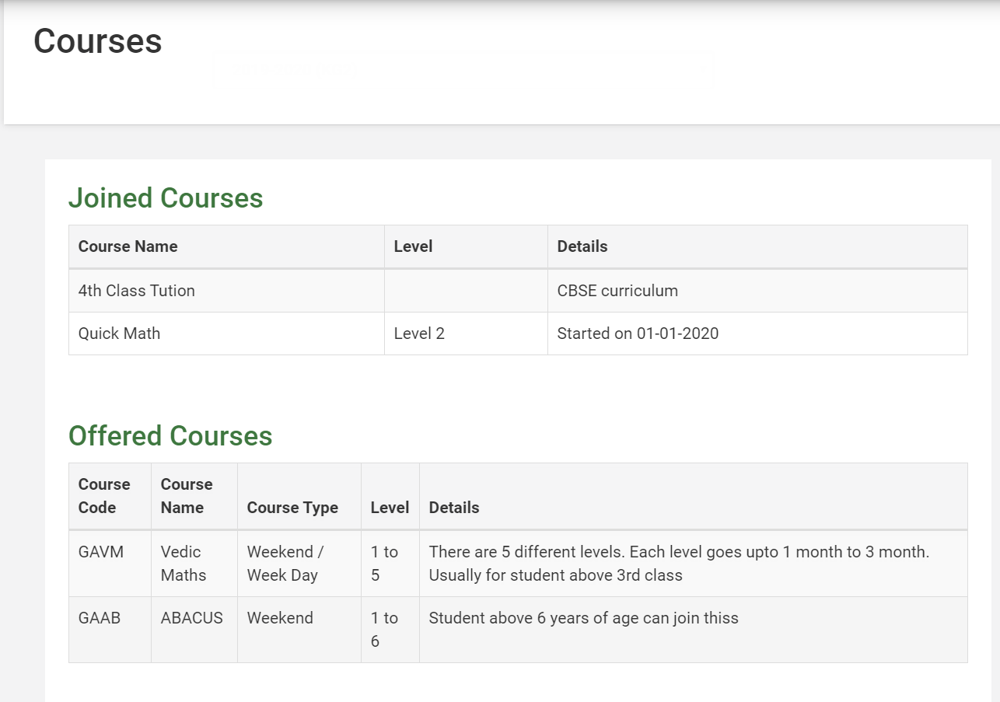 Courses
Joined Courses
Course Name Level Details
4th Class Tution CBSE curriculum
Quick Math Level 2 Started on 01-01-2020
Offered Courses
Course Code Course Name Course Type Level Details
GAVM Vedic Maths Weekend / Week Day 1 to 5 There are 5 different levels. Each level goes upto 1 month to 3 month. Usually for student above 3rd class
GAAB ABACUS Weekend 1 to 6 Student above 6 years of age can join thiss